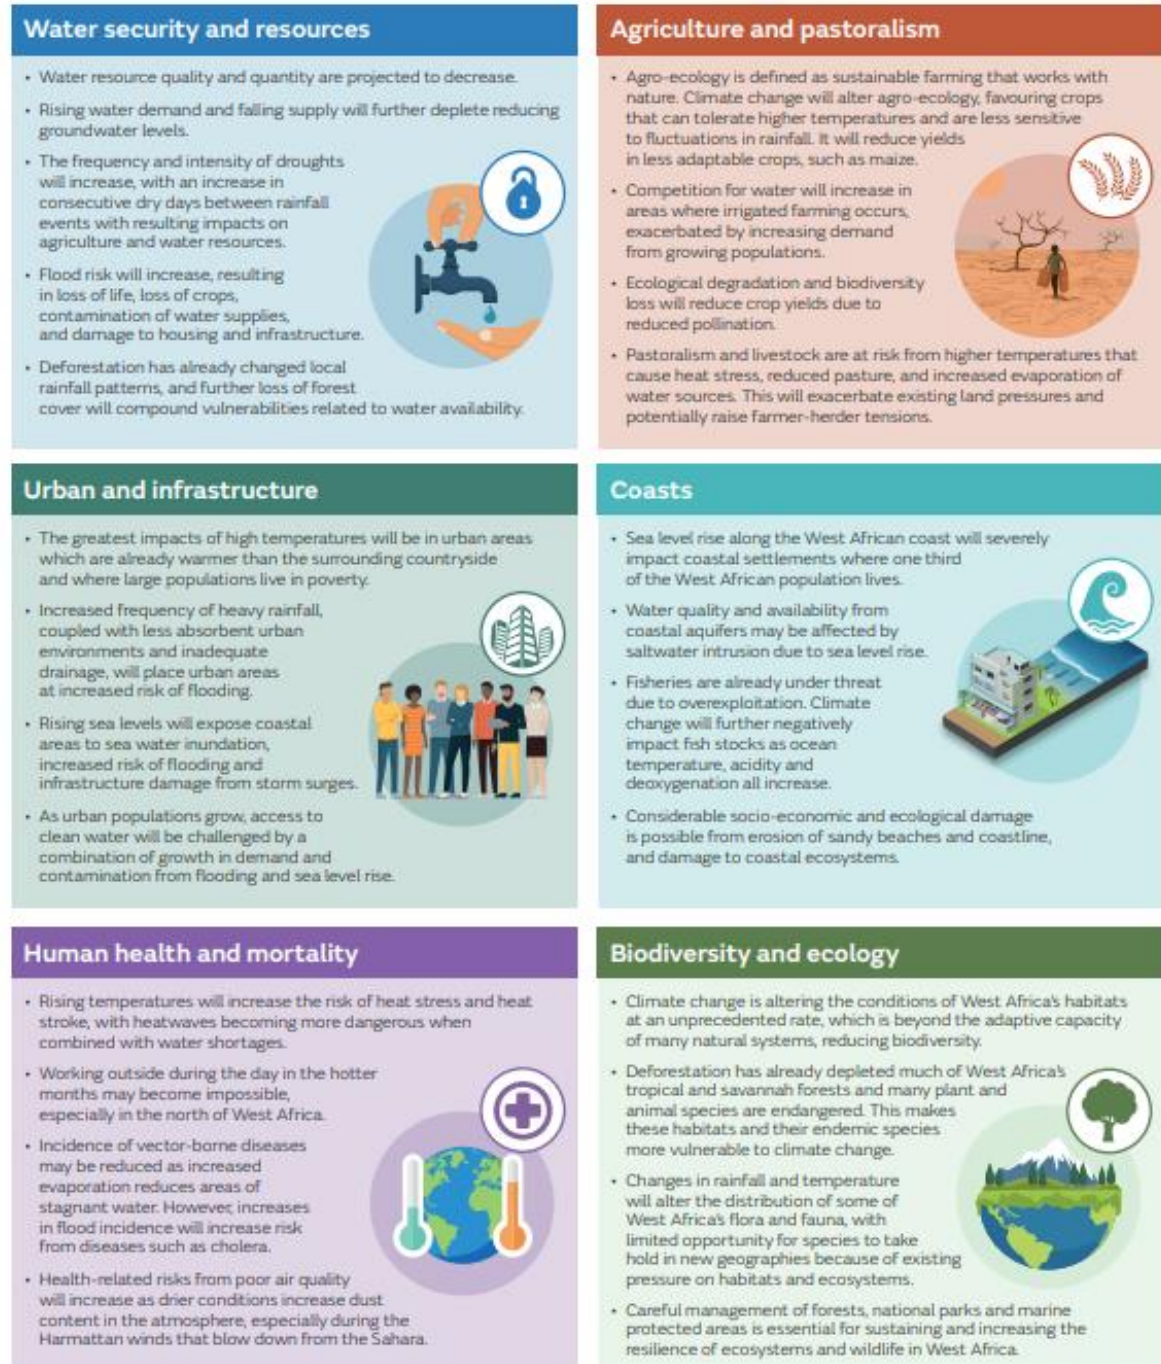 Water security and resources
• Water resource quality and quantity are projected to decrease.
• Rising water demand and falling supply will further deplete reducing
groundwater levels.
• The frequency and intensity of droughts
will increase, with an increase in
consecutive dry days between rainfall
events with resulting impacts on
agriculture and water resources.
• Flood risk will increase, resulting
in loss of life, loss of crops,
contamination of water supplies,
and damage to housing and infrastructure.
• Deforestation has already changed local
rainfall patterns, and further loss of forest
cover will compound vulnerabilities related to water availability.
Agriculture and pastoralism
• Agro-ecology is defined as sustainable farming that works with
nature. Climate change will alter agro-ecology, favouring crops
that can tolerate higher temperatures and are less sensitive
to fluctuations in rainfall. It will reduce yields
in less adaptable crops, such as maize.
• Competition for water will increase in
areas where irrigated farming occurs,
exacerbated by increasing demand
from growing populations.
• Ecological degradation and biodiversity
loss will reduce crop yields due to
reduced pollination.
• Pastoralism and livestock are at risk from higher temperatures that
cause heat stress, reduced pasture, and increased evaporation of
water sources. This will exacerbate existing land pressures and
potentially raise farmer-herder tensions.
Urban and infrastructure
• The greatest impacts of high temperatures will be in urban areas
which are already warmer than the surrounding countryside
and where large populations live in poverty.
• Increased frequency of heavy rainfall,
coupled with less absorbent urban
environments and inadequate
drainage, will place urban areas
at increased risk of flooding.
• Rising sea levels will expose coastal
areas to sea water inundation,
increased risk of flooding and
infrastructure damage from storm surges.
• As urban populations grow, access to
clean water will be challenged by a
combination of growth in demand and
contamination from flooding and sea level rise.
Coasts
• Sea level rise along the West African coast will severely
impact coastal settlements where one third
of the West African population lives.
• Water quality and availability from
coastal aquifers may be affected by
saltwater intrusion due to sea level rise.
• Fisheries are already under threat
due to overexploitation. Climate
change will further negatively
impact fish stocks as ocean
temperature, acidity and
deoxygenation all increase.
• Considerable socio-economic and ecological damage
is possible from erosion of sandy beaches and coastline,
and damage to coastal ecosystems.
Human health and mortality
• Rising temperatures will increase the risk of heat stress and heat
stroke, with heatwaves becoming more dangerous when
combined with water shortages.
• Working outside during the day in the hotter
months may become impossible,
especially in the north of West Africa.
• Incidence of vector-borne diseases
may be reduced as increased
evaporation reduces areas of
stagnant water. However, increases
in flood incidence will increase risk
from diseases such as cholera.
• Health-related risks from poor air quality
will increase as drier conditions increase dust
content in the atmosphere, especially during the
Harmattan winds that blow down from the Sahara.
Biodiversity and ecology
• Climate change is altering the conditions of West Africa's habitats
at an unprecedented rate, which is beyond the adaptive capacity
of many natural systems, reducing biodiversity.
• Deforestation has already depleted much of West Africa's
tropical and savannah forests and many plant and
animal species are endangered. This makes
these habitats and their endemic species
more vulnerable to climate change.
• Changes in rainfall and temperature
will alter the distribution of some of
West Africa's flora and fauna, with
limited opportunity for species to take
hold in new geographies because of existing
pressure on habitats and ecosystems.
• Careful management of forests, national parks and marine
protected areas is essential for sustaining and increasing the
resilience of ecosystems and wildlife in West Africa.